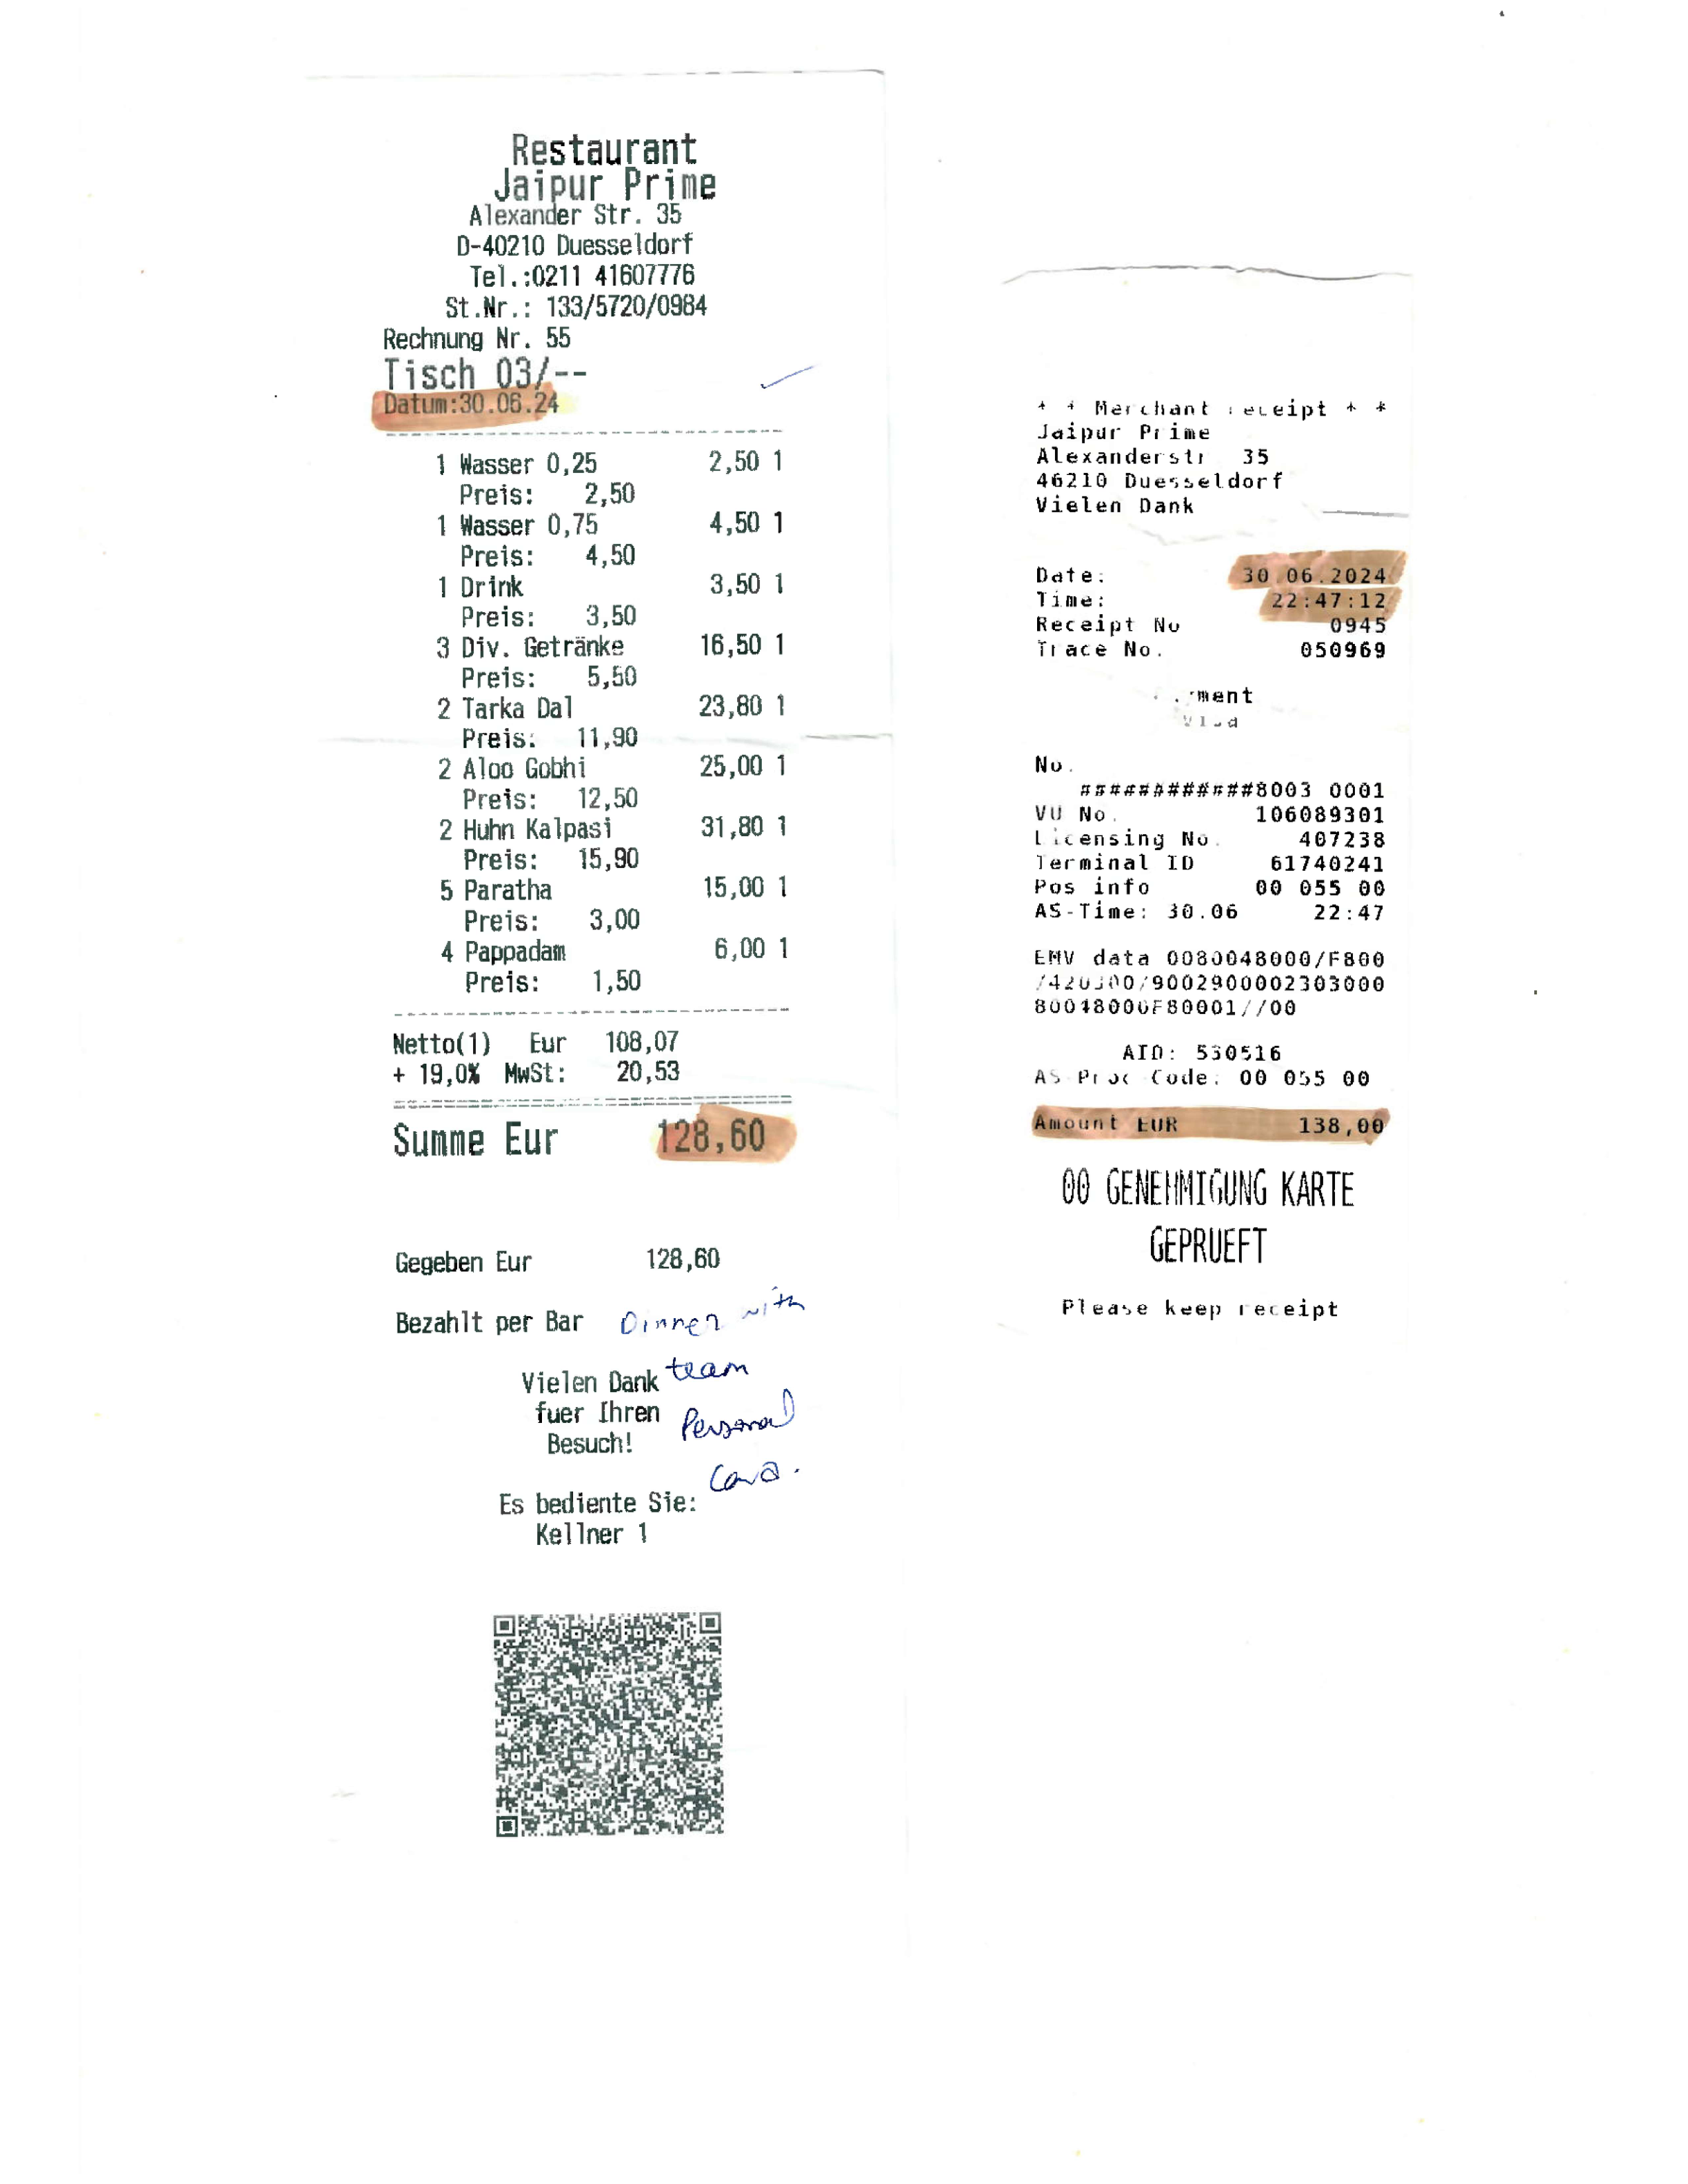 Restaurant
Jaipur Prime
Alexander Str. 35
D-40210 Duesseldorf
Tel.:0211 41607776
St.Nr.: 133/5720/0984
Rechnung Nr. 55
Tisch 03/--
Datum:30.06.24
1 Wasser 0,25 2,50 1
Preis: 2,50
1 Wasser 0,75 4,50 1
Preis: 4,50
1 Drink 3,50 1
Preis: 3,50
3 Div. Getränke 16,50 1
Preis: 5,50
2 Tarka Dal 23,80 1
Preis: 11,90
2 Aloo Gobhi 25,00 1
Preis: 12,50
2 Huhn Kalpasi 31,80 1
Preis: 15,90
5 Paratha 15,00 1
Preis: 3,00
4 Pappadam 6,00 1
Preis: 1,50
Netto(1) Eur 108,07
+ 19,0% MwSt: 20,53
Summe Eur 128,60
Gegeben Eur 128,60
Bezahlt per Bar
Dinner with
team
Personal
Card.
Vielen Dank
fuer Ihren
Besuch!
Es bediente Sie:
Kellner 1
* * Merchant receipt * *
Jaipur Prime
Alexanderstr 35
46210 Duesseldorf
Vielen Dank
Date: 30.06.2024
Time: 22:47:12
Receipt No 0945
Trace No. 050969
Visa
No.
############8003 0001
VU No. 106089301
Licensing No. 407238
Terminal ID 61740241
Pos info 00 055 00
AS-Time: 30.06 22:47
EMV data 0080048000/F800
80048000F80001//00
AID: 530516
AS Proc Code: 00 055 00
Amount EUR 138,00
00 GENEHMIGUNG KARTE
GEPRUEFT
Please keep receipt